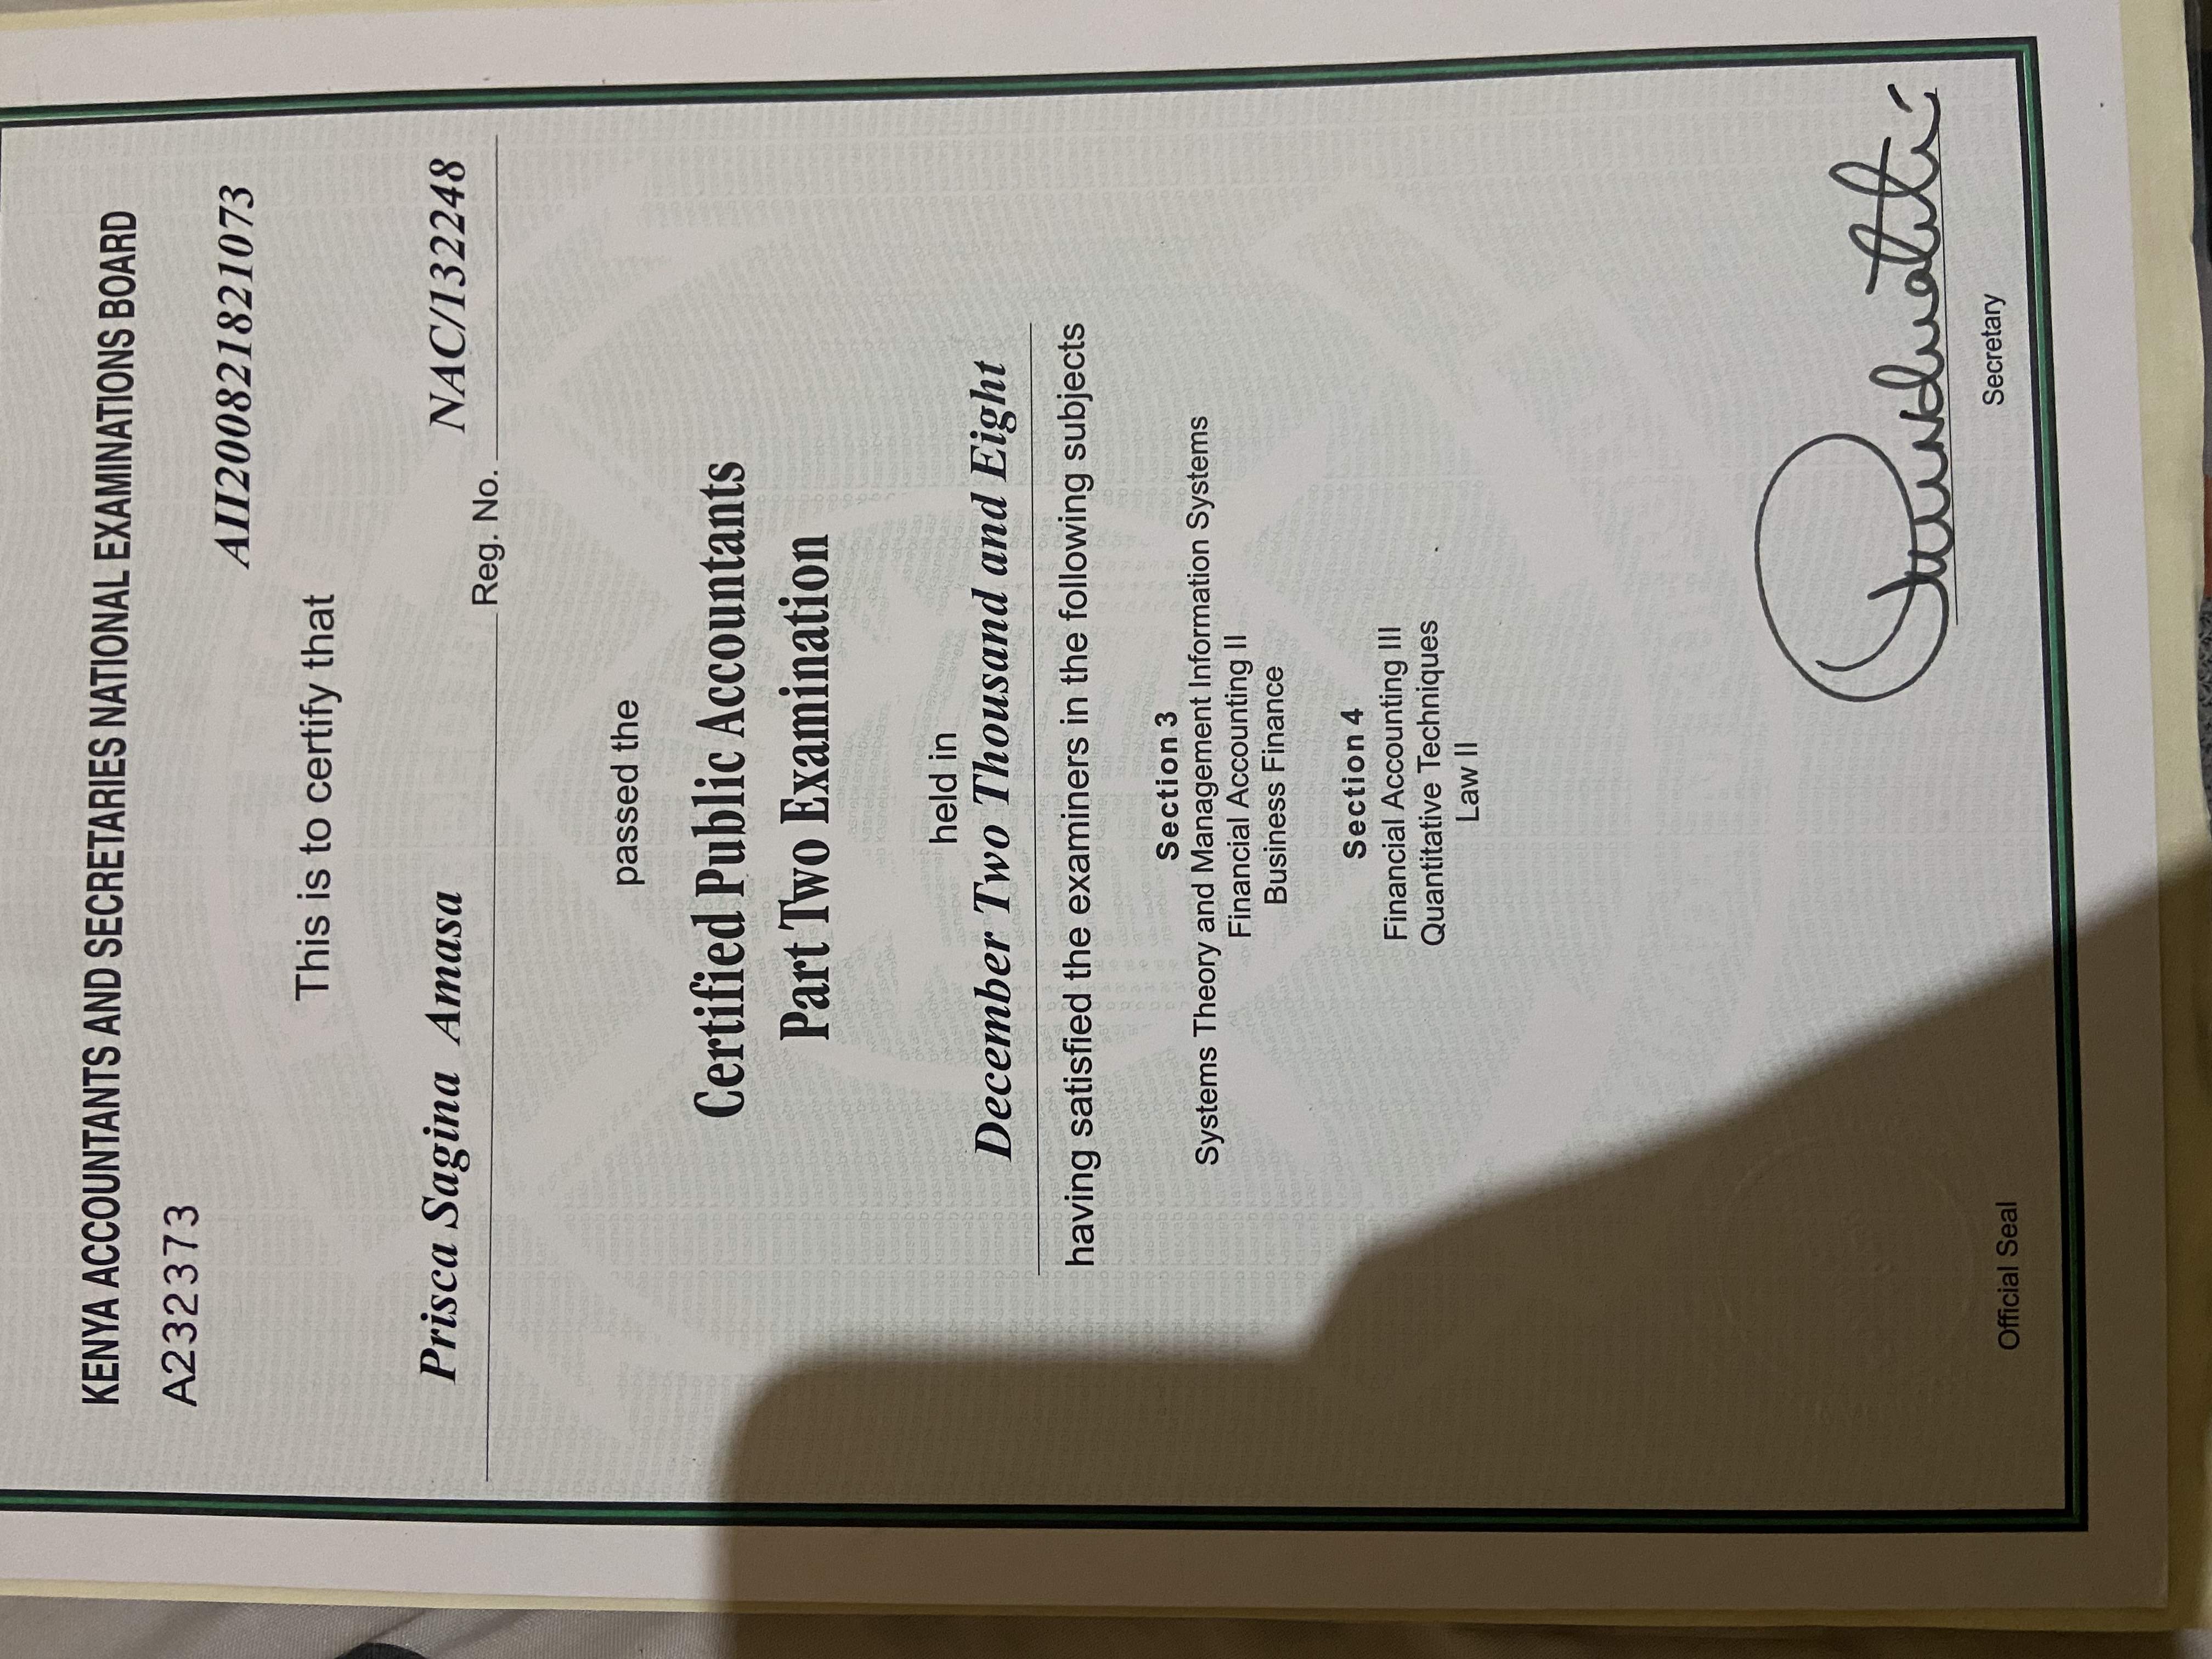 KENYA ACCOUNTANTS AND SECRETARIES NATIONAL EXAMINATIONS BOARD
A232373
AII200821821073
This is to certify that
Prisca Sagina Amasa Reg. No. NAC/132248
passed the
Certified Public Accountants
Part Two Examination
held in
December Two Thousand and Eight
having satisfied the examiners in the following subjects
Section 3
Systems Theory and Management Information Systems
Financial Accounting II
Business Finance
Section 4
Financial Accounting III
Quantitative Techniques
Law II
Official Seal
Secretary